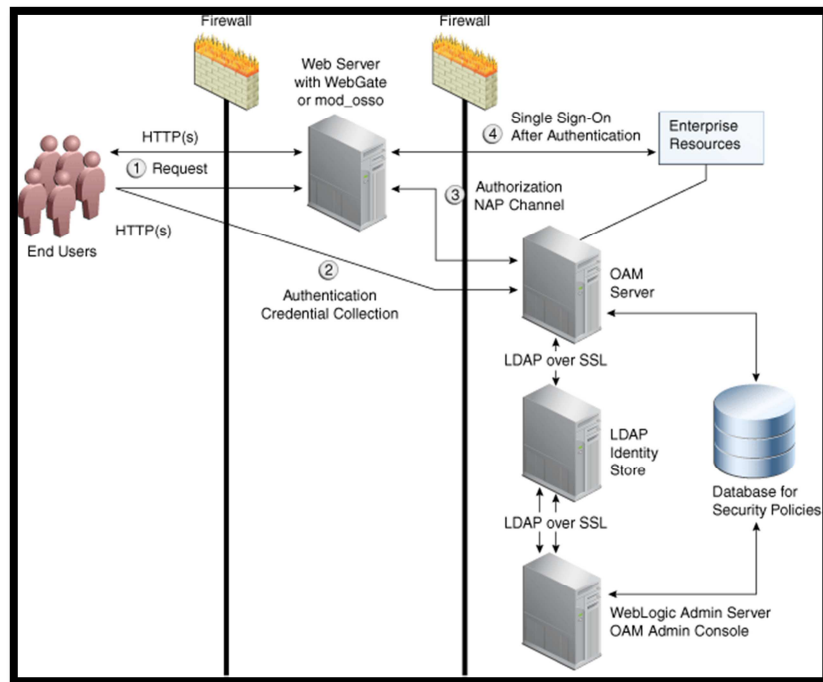 Firewall
Firewall
Web Server
with WebGate
or mod_osso
HTTP(s)
1 Request
4 Single Sign-On
After Authentication
Enterprise
Resources
3 Authorization
NAP Channel
End Users
HTTP(s)
2
Authentication
Credential Collection
OAM
Server
LDAP over SSL
LDAP
Identity
Store
Database for
Security Policies
LDAP over SSL
WebLogic Admin Server
OAM Admin Console